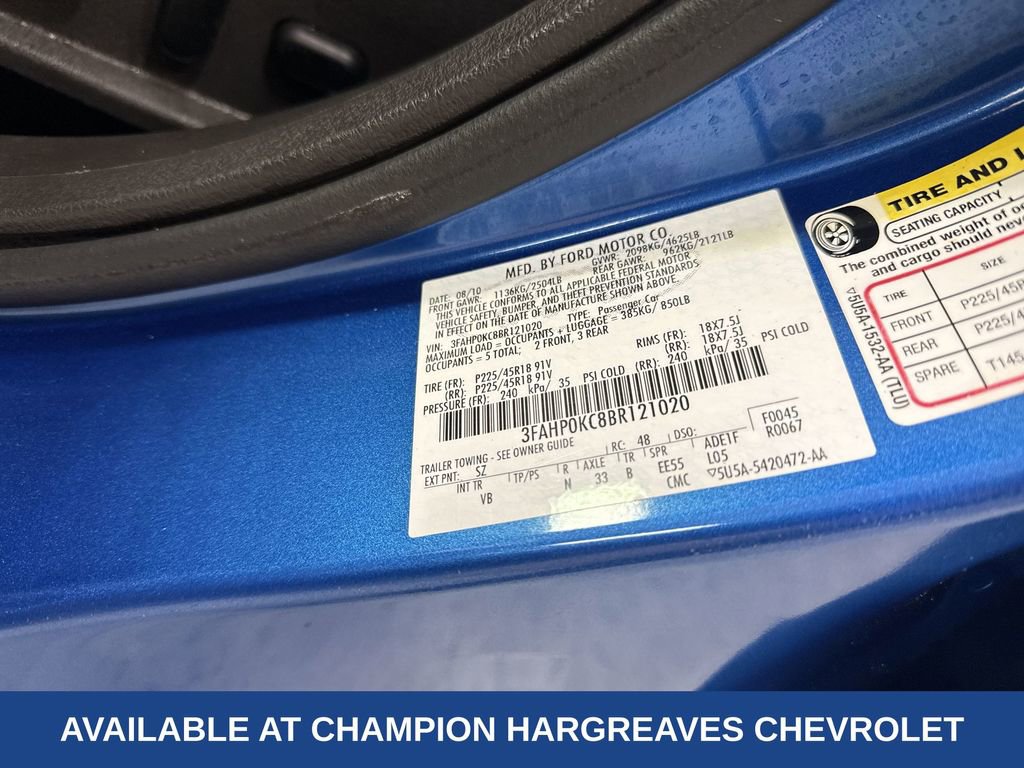 MFD. BY FORD MOTOR CO.
DATE: 08/10 GVWR: 2098KG/4625LB
FRONT GAWR: 1136KG/2504LB REAR GAWR: 962KG/2121LB
THIS VEHICLE CONFORMS TO ALL APPLICABLE FEDERAL MOTOR
VEHICLE SAFETY, BUMPER, AND THEFT PREVENTION STANDARDS
IN EFFECT ON THE DATE OF MANUFACTURE SHOWN ABOVE.
VIN: 3FAHP0KC8BR121020 TYPE: Passenger Car
MAXIMUM LOAD = OCCUPANTS + LUGGAGE = 385KG/ 850LB
OCCUPANTS = 5 TOTAL; 2 FRONT, 3 REAR
TIRE (FR): P225/45R18 91V RIMS (FR): 18X7.5J
(RR): P225/45R18 91V (RR): 18X7.5J
PRESSURE (FR): 240 kPa/ 35 PSI COLD (RR): 240 kPa/ 35 PSI COLD
3FAHP0KC8BR121020
TRAILER TOWING - SEE OWNER GUIDE
EXT PNT: SZ RC: 48 DSO: F0045
INT TR TP/PS R AXLE TR SPR ADETF R0067
VB N 33 B EE55 L05
CMC ▽5U5A-5420472-AA
TIRE AND
SEATING CAPACITY
The combined weight of
and cargo should never
TIRE SIZE
FRONT P225/45R
REAR P225/4
SPARE T145
▽5U5A-1532-AA (TLU)
AVAILABLE AT CHAMPION HARGREAVES CHEVROLET